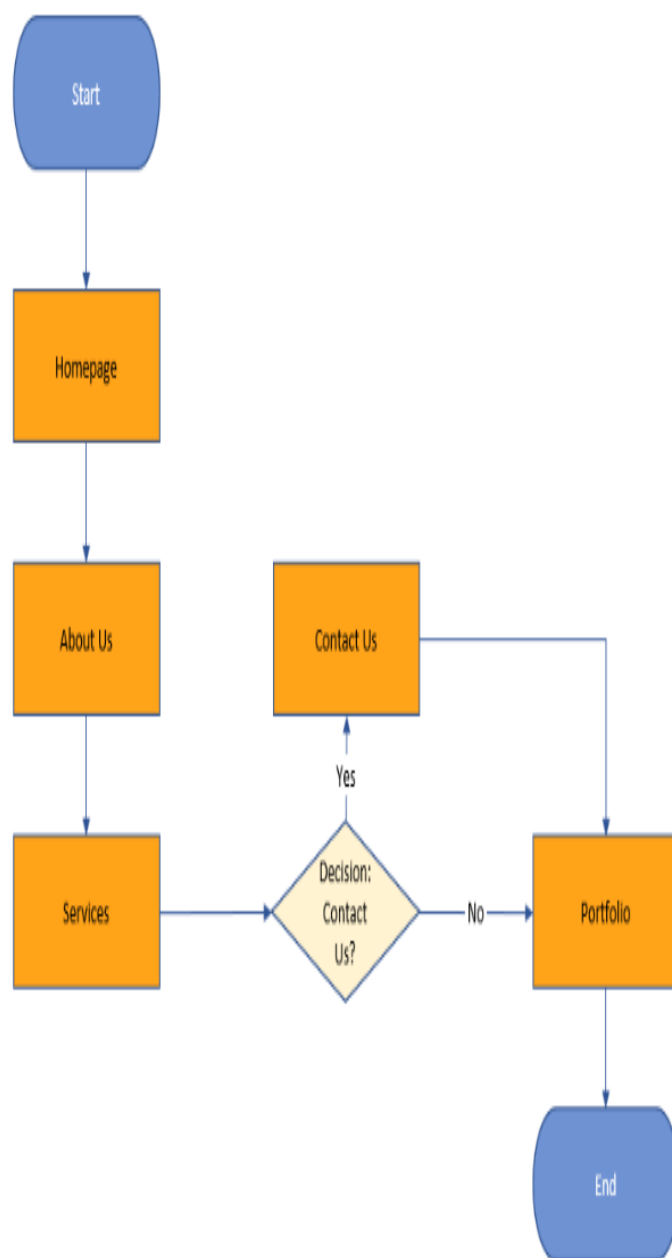 Start
Homepage
About Us
Contact Us
Yes
Services
Decision:
Contact
Us?
No
Portfolio
End